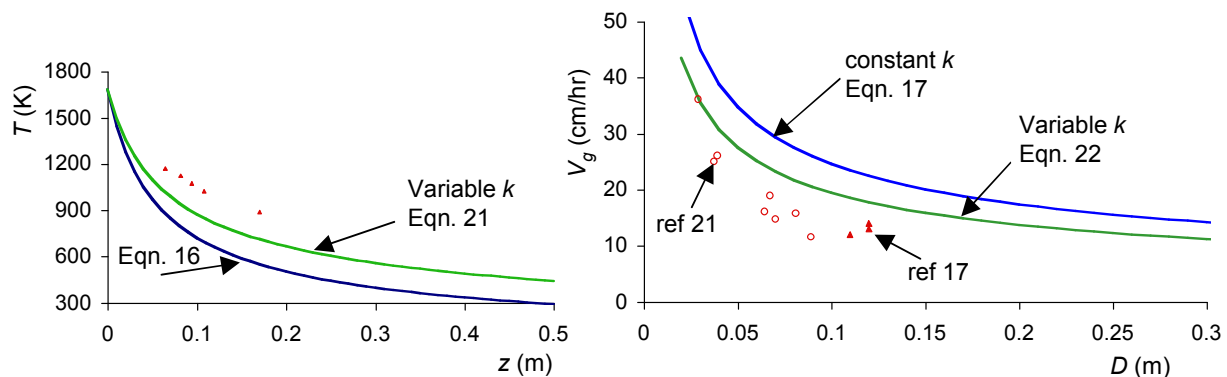 T (K)
1800
1500
1200
900
600
300
0
0.1
0.2
0.3
0.4
0.5
z (m)
Variable k
Eqn. 21
Eqn. 16
Vg (cm/hr)
50
40
30
20
10
0
0
0.05
0.1
0.15
0.2
0.25
0.3
D (m)
constant k
Eqn. 17
Variable k
Eqn. 22
ref 21
ref 17